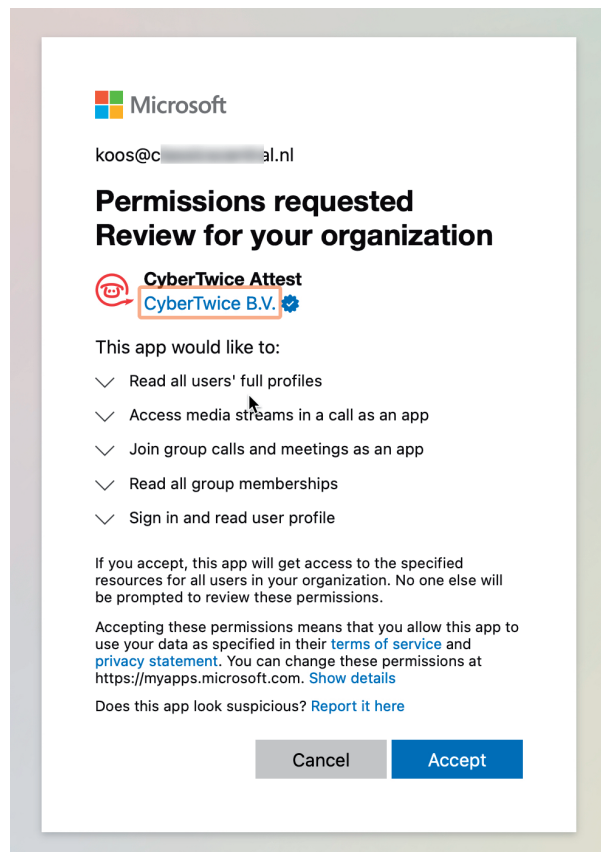 Microsoft
koos@c al.nl
Permissions requested
Review for your organization
CyberTwice Attest
CyberTwice B.V.
This app would like to:
Read all users' full profiles
Access media streams in a call as an app
Join group calls and meetings as an app
Read all group memberships
Sign in and read user profile
If you accept, this app will get access to the specified
resources for all users in your organization. No one else will
be prompted to review these permissions.
Accepting these permissions means that you allow this app to
use your data as specified in their terms of service and
privacy statement. You can change these permissions at
https://myapps.microsoft.com. Show details
Does this app look suspicious? Report it here
Cancel Accept